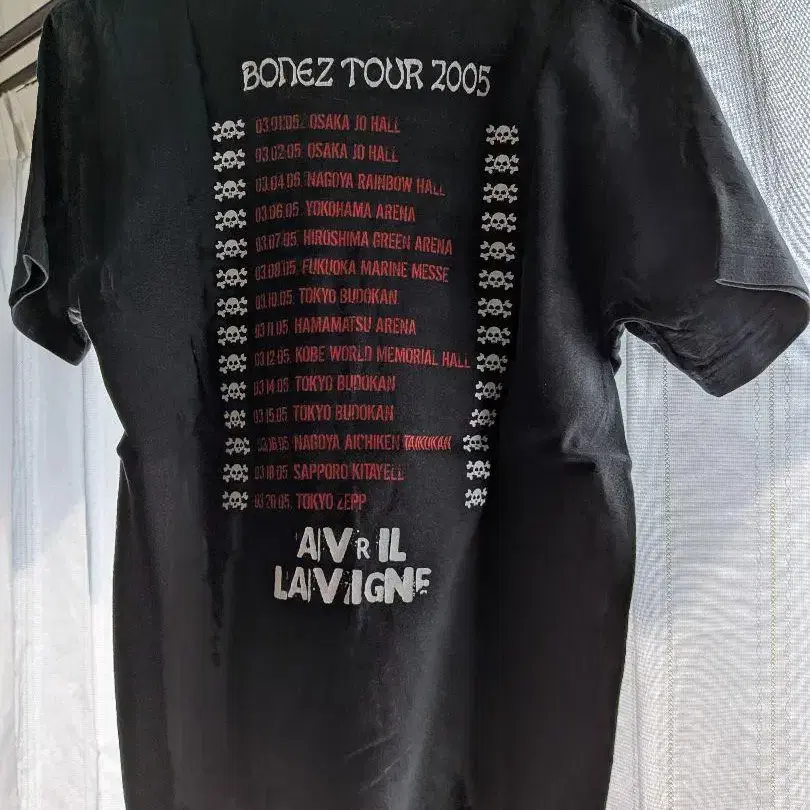 BONEZ TOUR 2005
03.01.05. OSAKA JO HALL
03.02.05. OSAKA JO HALL
03.04.05. NAGOYA RAINBOW HALL
03.06.05. YOKOHAMA ARENA
03.07.05. HIROSHIMA GREEN ARENA
03.08.05. FUKUOKA MARINE MESSE
03.10.05. TOKYO BUDOKAN
03.11.05. HAMAMATSU ARENA
03.12.05. KOBE WORLD MEMORIAL HALL
03.14.05. TOKYO BUDOKAN
03.15.05. TOKYO BUDOKAN
03.16.05. NAGOYA AICHIKEN TAIKUKAN
03.18.05. SAPPORO KITAYELL
03.20.05. TOKYO ZEPP
AVRIL
LAVIGNE